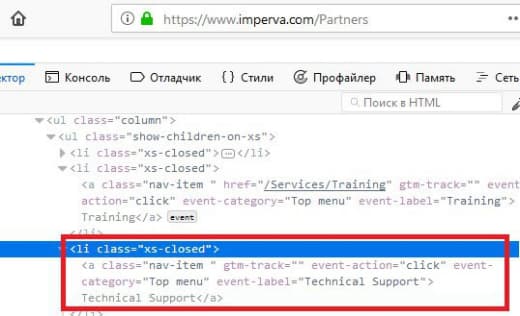 https://www.imperva.com/Partners
ектор Консоль Отладчик {} Стили Профайлер Память Сеть
Поиск в HTML
<ul class="column">
<ul class="show-children-on-xs">
<li class="xs-closed"></li>
<li class="xs-closed">
<a class="nav-item " href="/Services/Training" gtm-track="" event-
action="click" event-category="Top menu" event-label="Training">
Training</a> event
</li>
<li class="xs-closed">
<a class="nav-item " gtm-track="" event-action="click" event-
category="Top menu" event-label="Technical Support">
Technical Support</a>